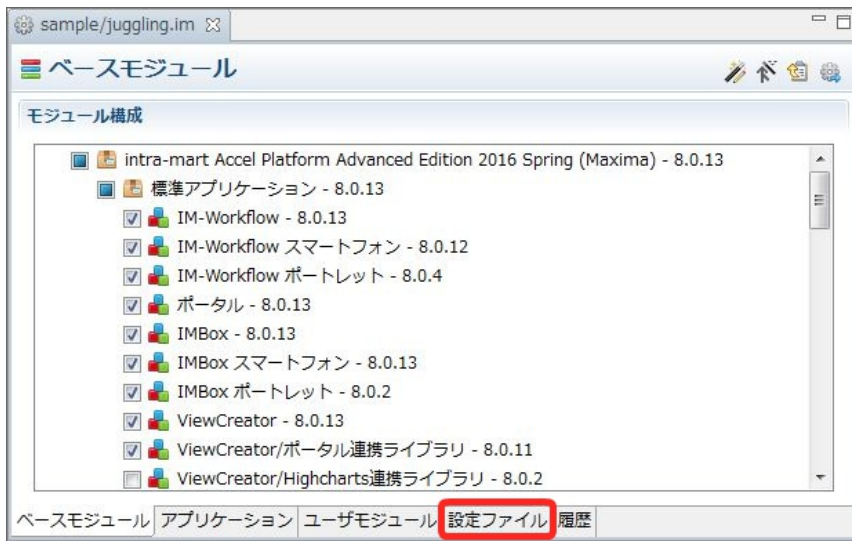 sample/juggling.im
ベースモジュール
モジュール構成
intra-mart Accel Platform Advanced Edition 2016 Spring (Maxima) - 8.0.13
標準アプリケーション - 8.0.13
IM-Workflow - 8.0.13
IM-Workflow スマートフォン - 8.0.12
IM-Workflow ポートレット - 8.0.4
ポータル - 8.0.13
IMBox - 8.0.13
IMBox スマートフォン - 8.0.13
IMBox ポートレット - 8.0.2
ViewCreator - 8.0.13
ViewCreator/ポータル連携ライブラリ - 8.0.11
ViewCreator/Highcharts連携ライブラリ - 8.0.2
ベースモジュール アプリケーション ユーザモジュール 設定ファイル 履歴